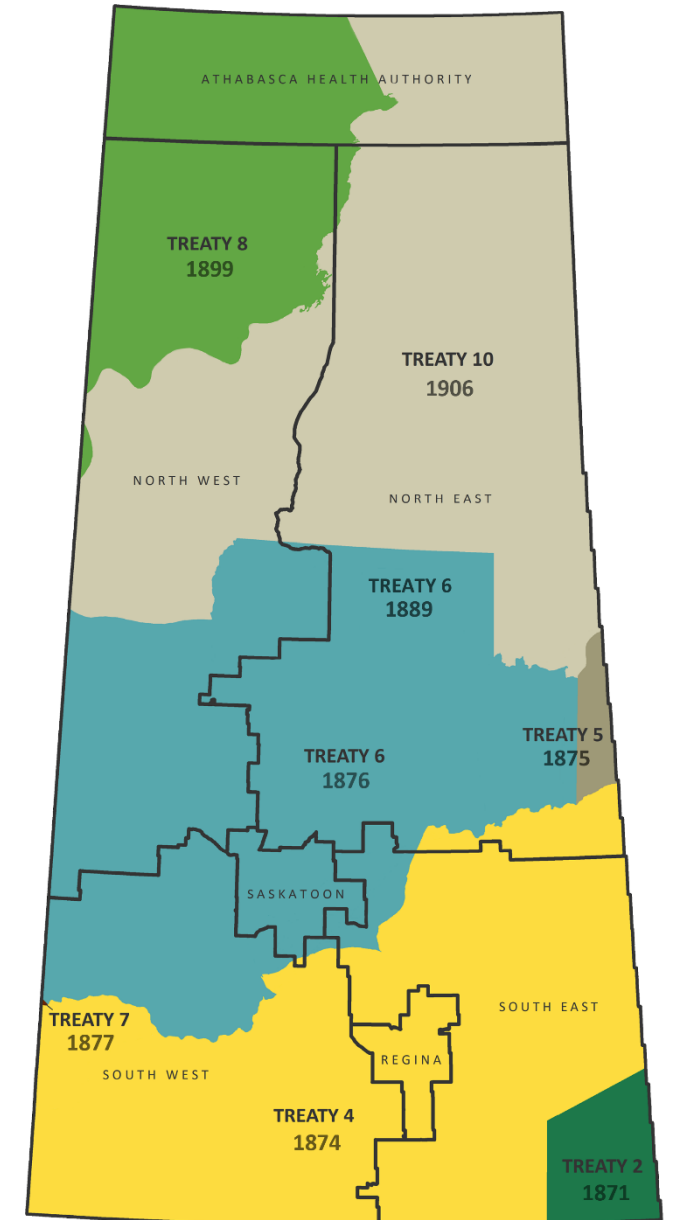 ATHABASCA HEALTH AUTHORITY
TREATY 8
1899
TREATY 10
1906
NORTH WEST
NORTH EAST
TREATY 6
1889
TREATY 5
1875
TREATY 6
1876
SASKATOON
SOUTH EAST
TREATY 7
1877
REGINA
SOUTH WEST
TREATY 4
1874
TREATY 2
1871